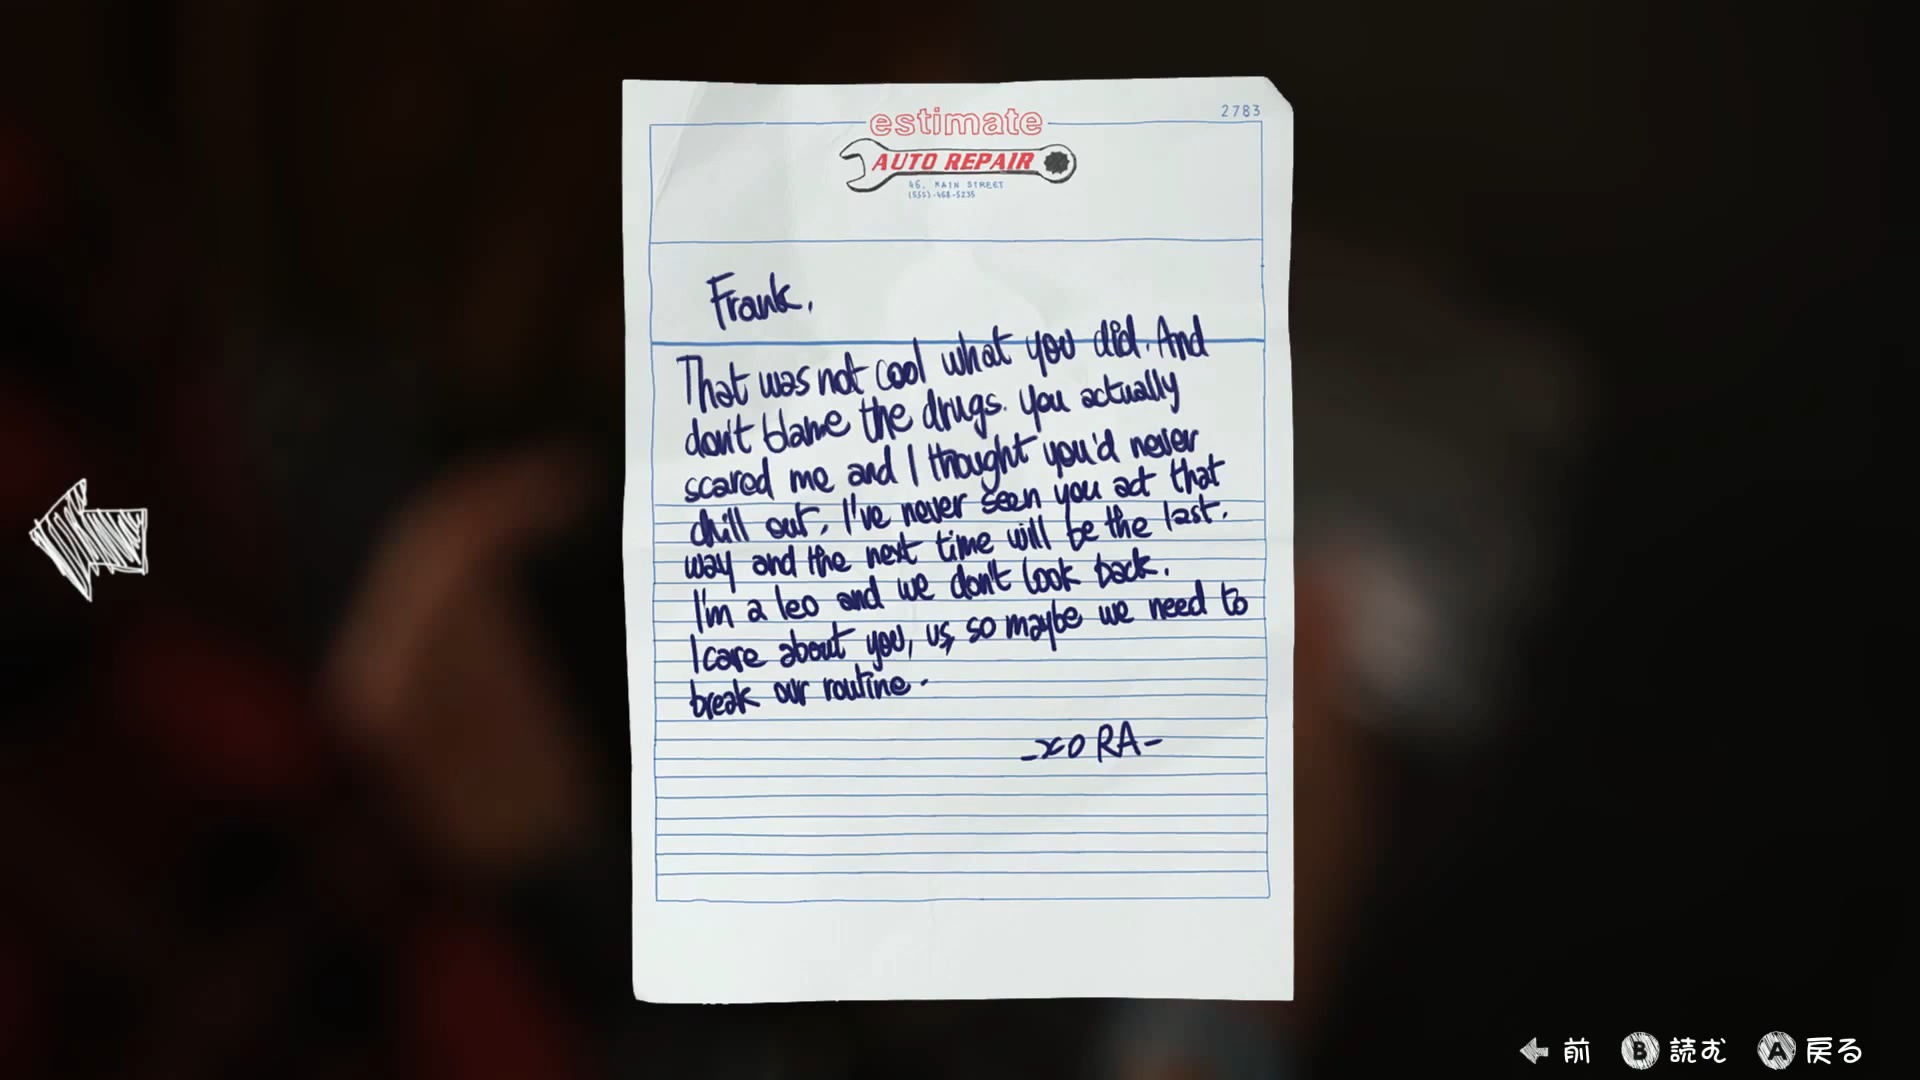 estimate
2783
AUTO REPAIR
46, MAIN STREET
(555)-468-5235
Frank,
That was not cool what you did. And
don't blame the drugs. You actually
scared me and I thought you'd never
chill out. I've never seen you act that
way and the next time will be the last.
I'm a leo and we don't look back.
I care about you, us, so maybe we need to
break our routine.
-xo RA-
前 B 読む A 戻る